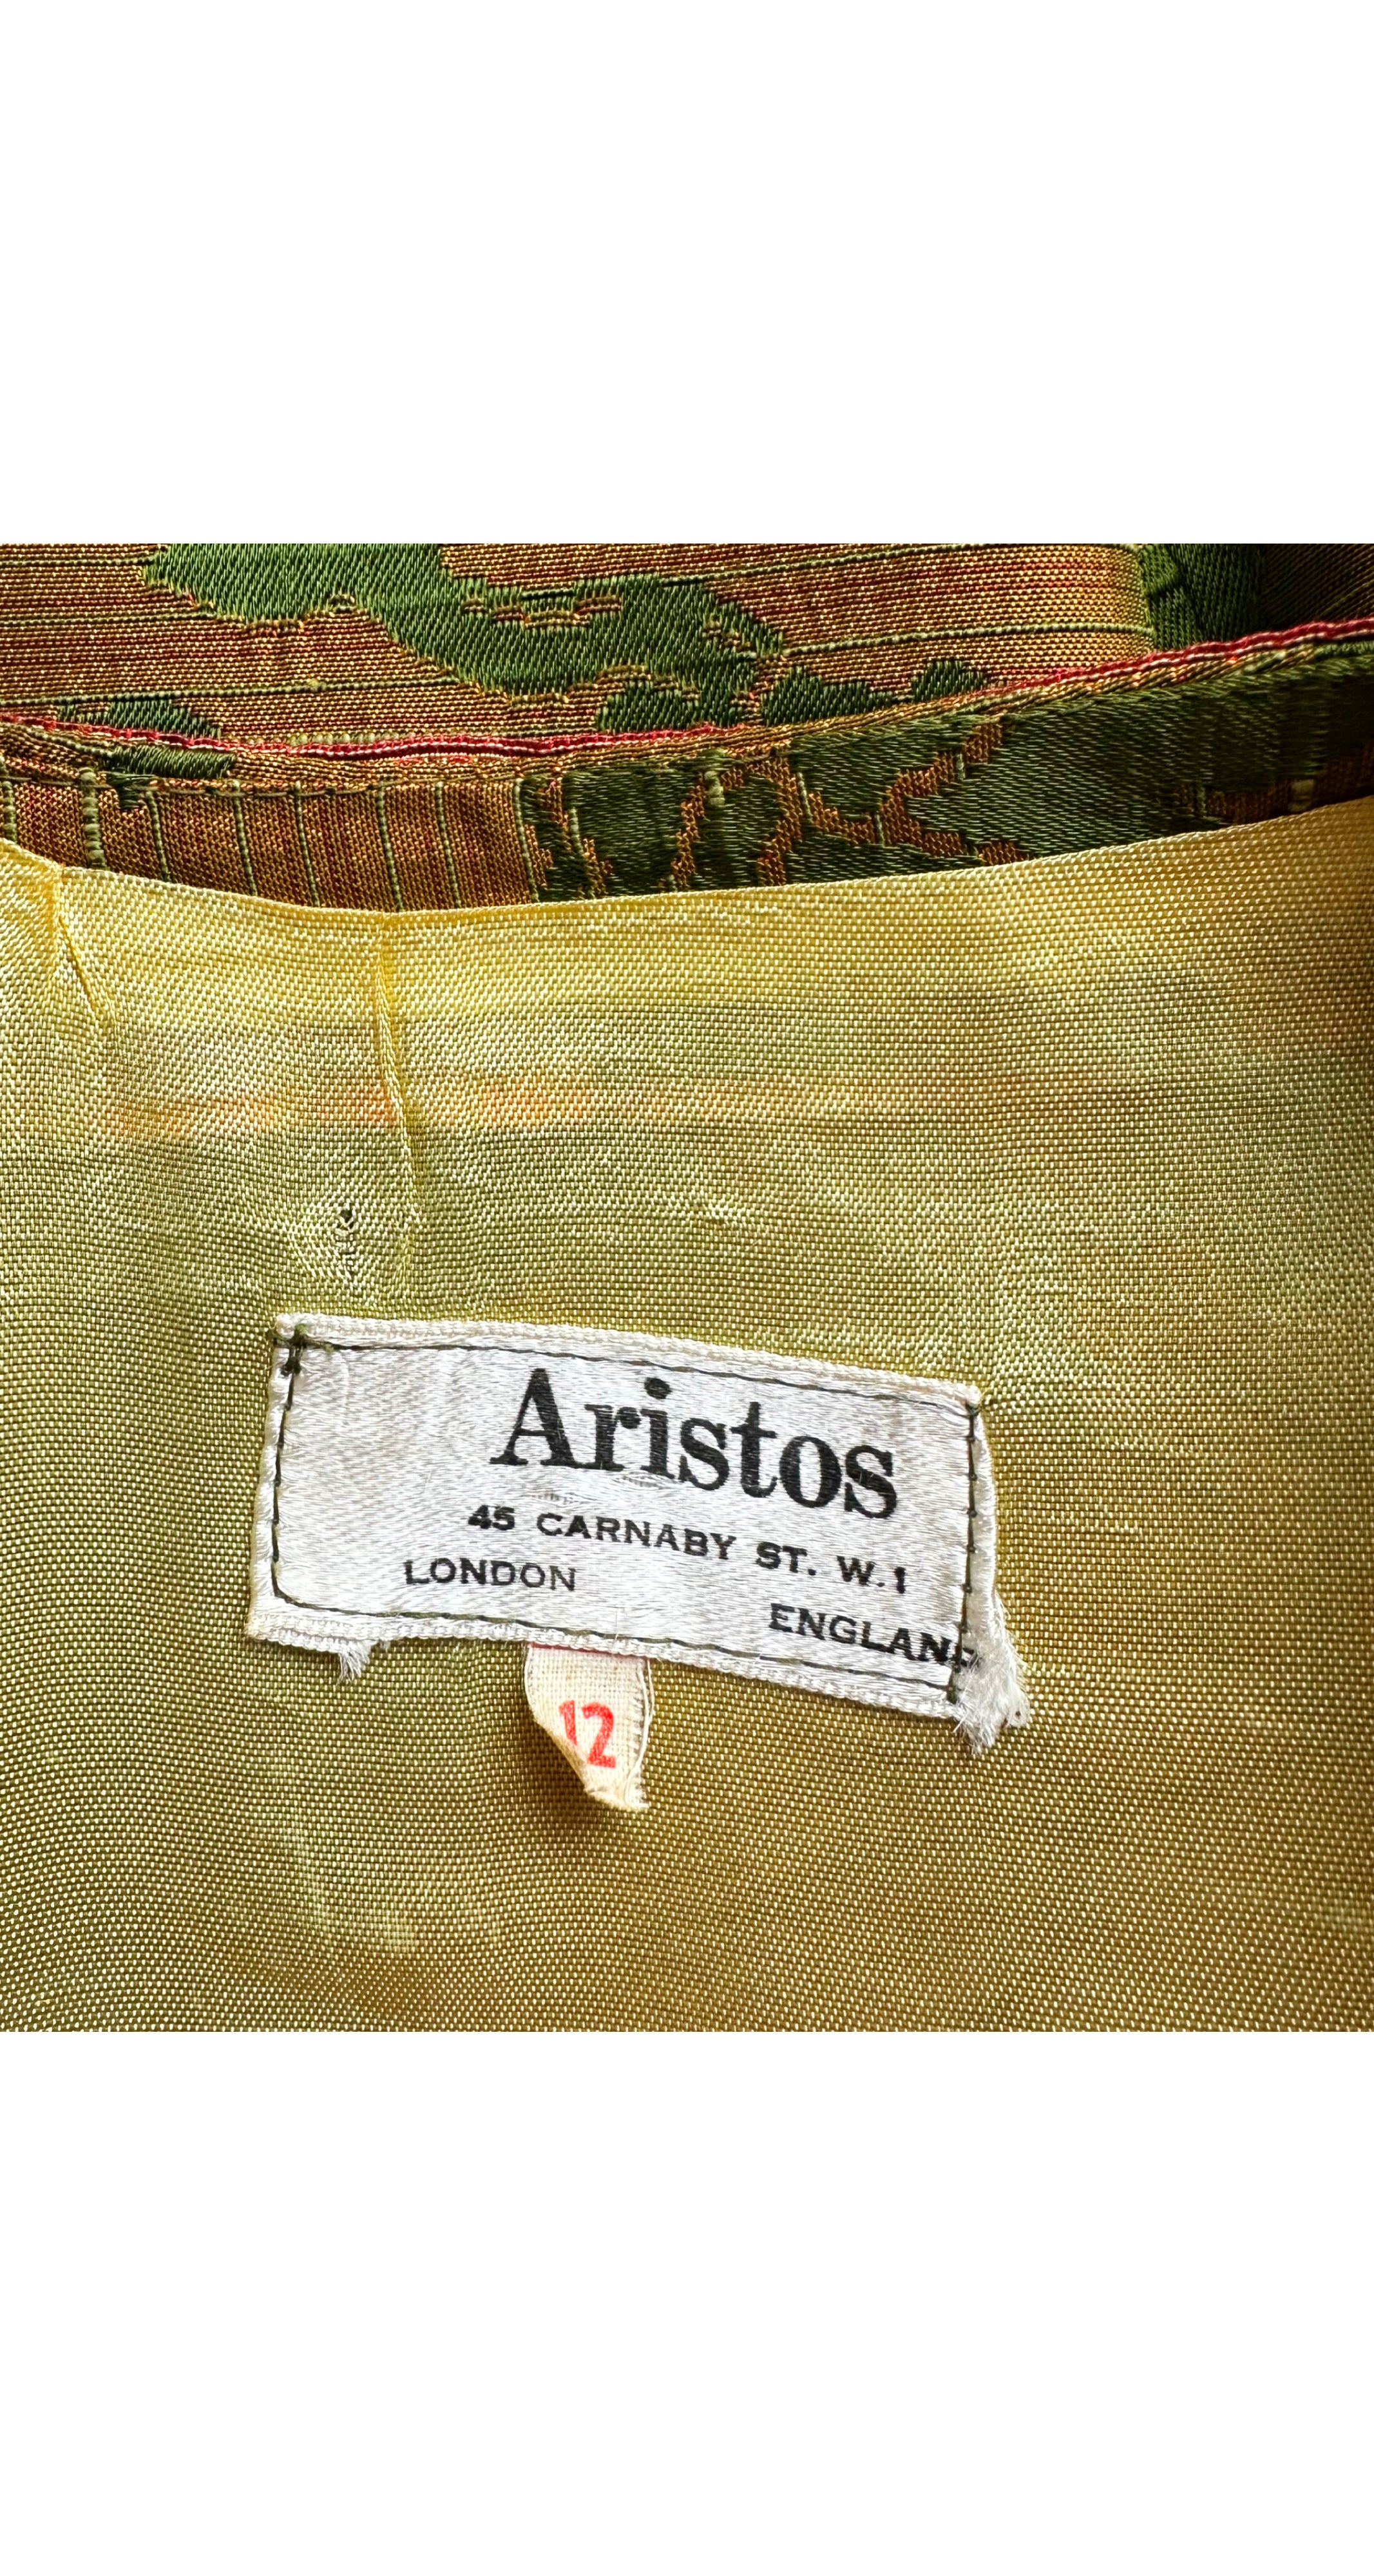 Aristos
45 CARNABY ST. W.1
LONDON
ENGLAND
12